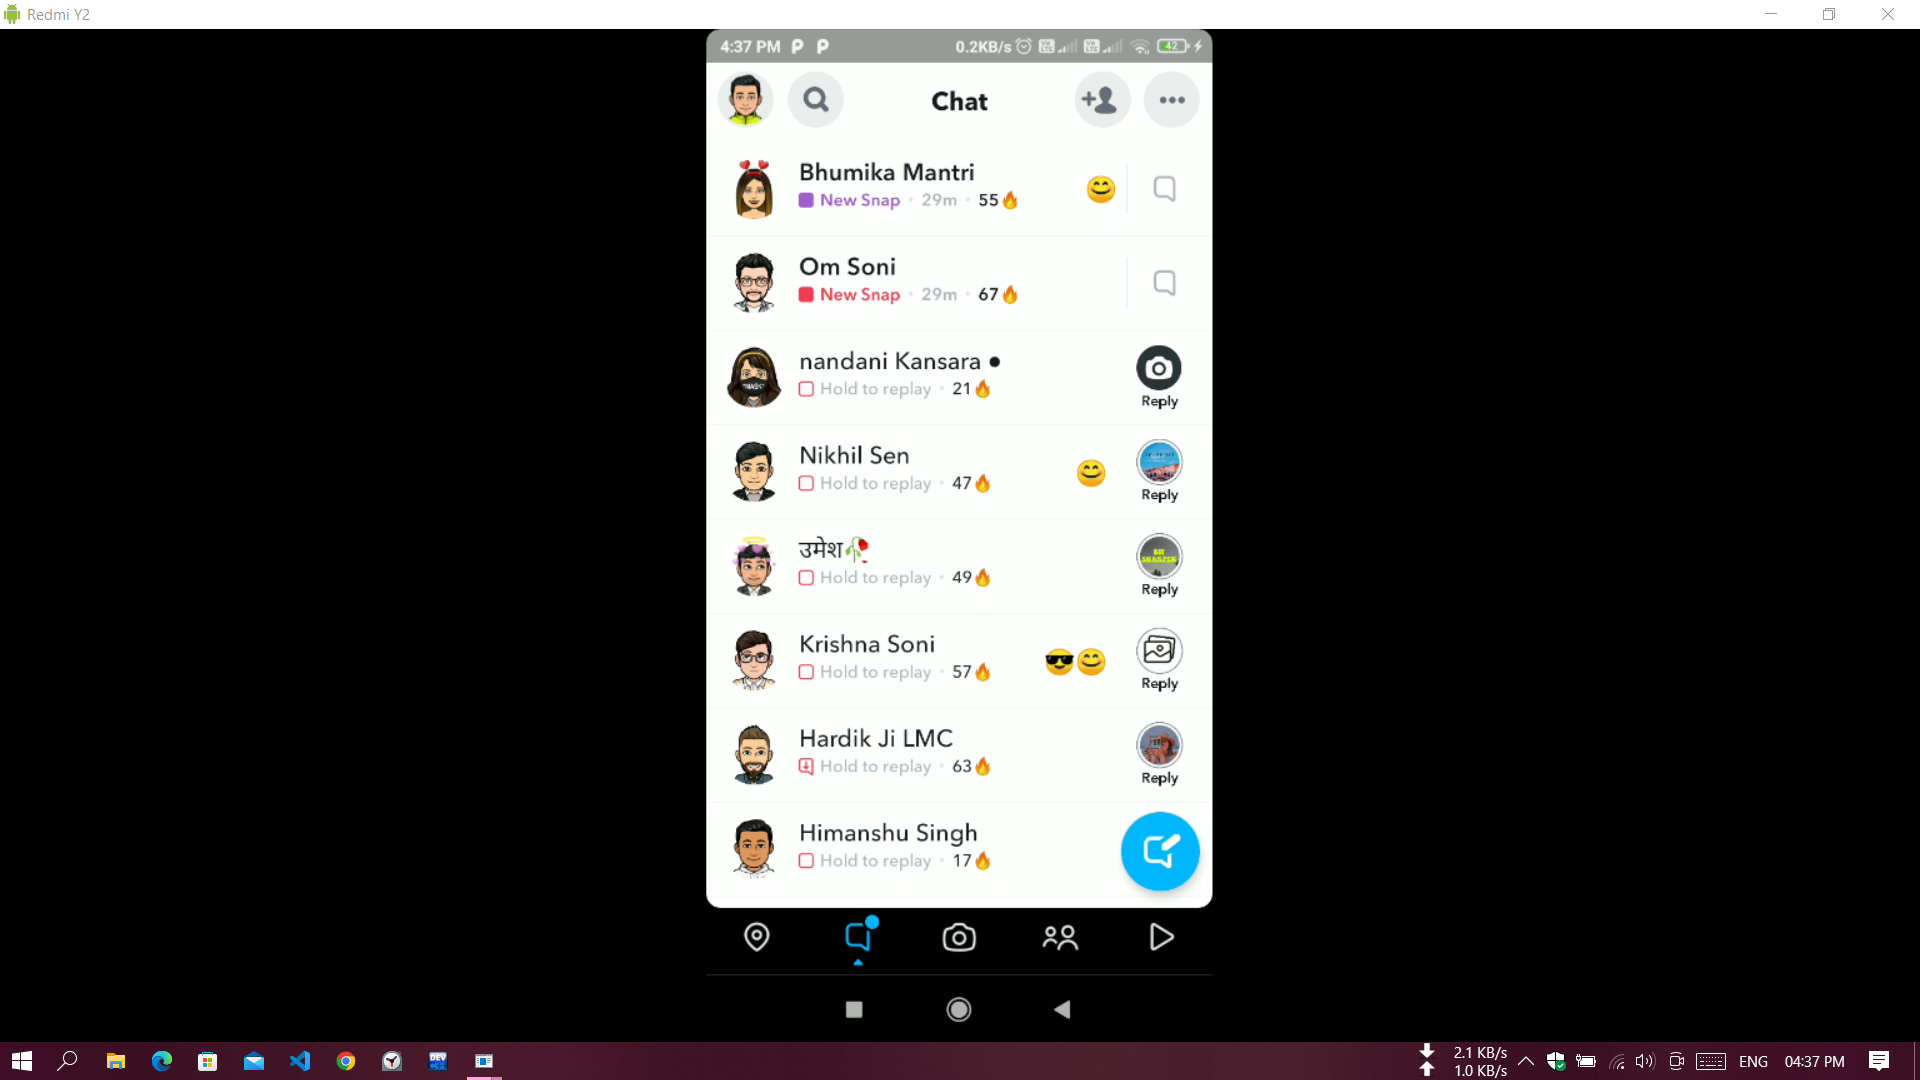 Redmi Y2
4:37 PM
0.2KB/s
42
Chat
Bhumika Mantri
New Snap · 29m · 55🔥
Om Soni
New Snap · 29m · 67🔥
nandani Kansara
Hold to replay · 21🔥
Reply
Nikhil Sen
Hold to replay · 47🔥
Reply
उमेश🥀
Hold to replay · 49🔥
Reply
Krishna Soni
Hold to replay · 57🔥
Reply
Hardik Ji LMC
Hold to replay · 63🔥
Reply
Himanshu Singh
Hold to replay · 17🔥
DEV
2.1 KB/s
1.0 KB/s
ENG
04:37 PM